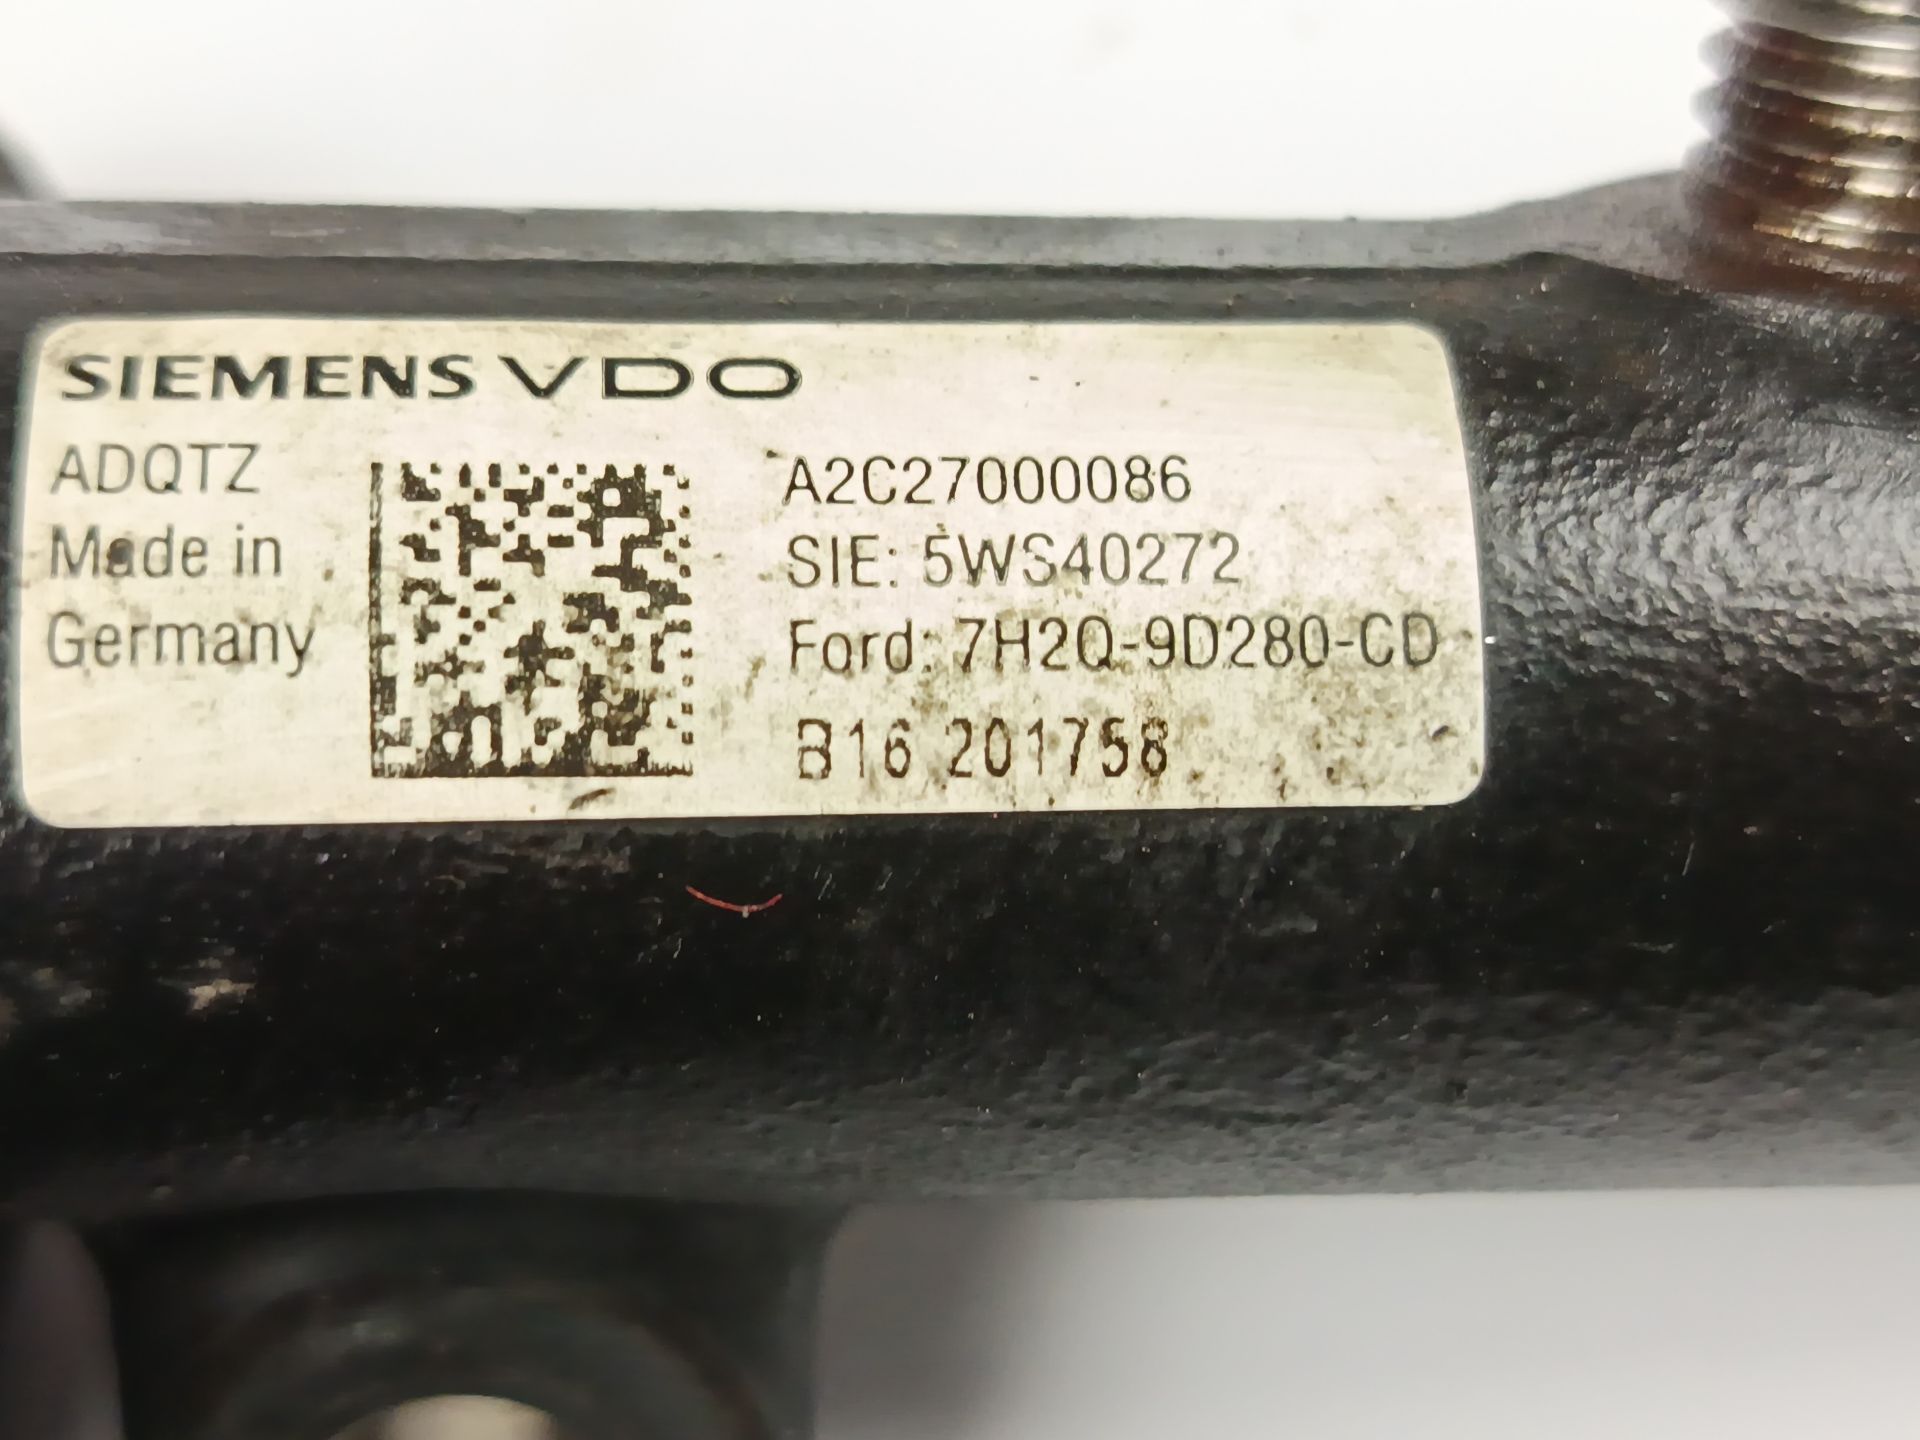 SIEMENS VDO
ADQTZ
Made in
Germany
A2C27000086
SIE: 5WS40272
Ford: 7H2Q-9D280-CD
B16 201758